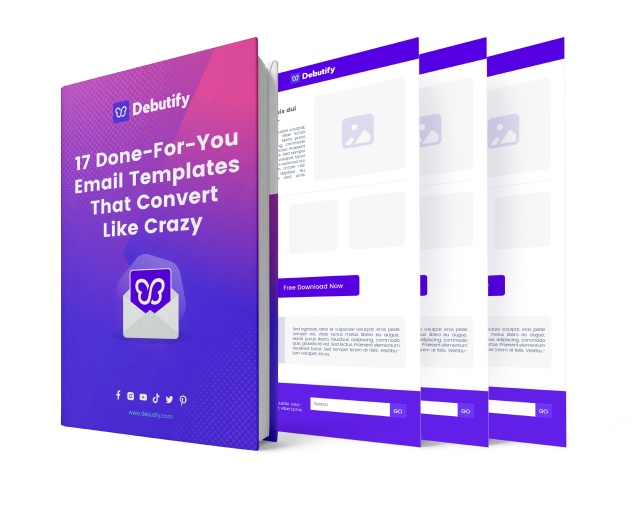 Debutify
17 Done-For-You
Email Templates
That Convert
Like Crazy
www.debutify.com
Debutify
Free Download Now
Sed egestas, ante et vulputate volutpat, eros pede
semper est, vitae luctus metus libero eu augue.
Morbi purus libero, faucibus adipiscing, commodo
quis, gravida id, est. Sed lectus. Praesent elementum
hendrerit tortor. Sed semper lorem at felis. Vestibu-
lum volutpat, lacus.
Search
GO
GO
GO